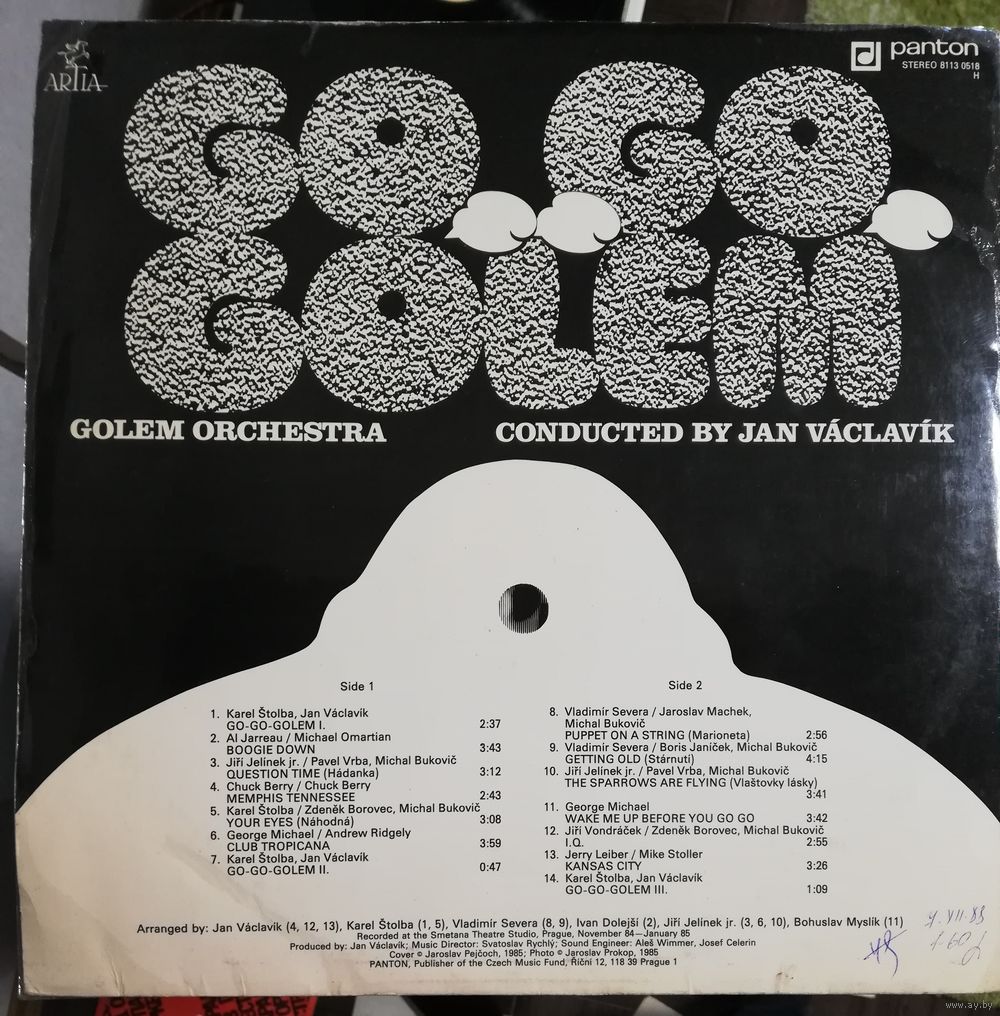 ARTIA
panton
STEREO 8113 0518
H
GO GO
GOLEM
GOLEM ORCHESTRA
CONDUCTED BY JAN VÁCLAVÍK
Side 1
1. Karel Štolba, Jan Václavík
GO-GO-GOLEM I. 2:37
2. Al Jarreau / Michael Omartian
BOOGIE DOWN 3:43
3. Jiří Jelínek jr. / Pavel Vrba, Michal Bukovič
QUESTION TIME (Hádanka) 3:12
4. Chuck Berry / Chuck Berry
MEMPHIS TENNESSEE 2:43
5. Karel Štolba / Zdeněk Borovec, Michal Bukovič
YOUR EYES (Náhodná) 3:08
6. George Michael / Andrew Ridgely
CLUB TROPICANA 3:59
7. Karel Štolba, Jan Václavík
GO-GO-GOLEM II. 0:47
Side 2
8. Vladimír Severa / Jaroslav Machek,
Michal Bukovič
PUPPET ON A STRING (Marioneta) 2:56
9. Vladimír Severa / Boris Janíček, Michal Bukovič
GETTING OLD (Stárnutí) 4:15
10. Jiří Jelínek jr. / Pavel Vrba, Michal Bukovič
THE SPARROWS ARE FLYING (Vlaštovky lásky)
3:41
11. George Michael
WAKE ME UP BEFORE YOU GO GO 3:42
12. Jiří Vondráček / Zdeněk Borovec, Michal Bukovič
I.Q. 2:55
13. Jerry Leiber / Mike Stoller
KANSAS CITY 3:26
14. Karel Štolba, Jan Václavík
GO-GO-GOLEM III. 1:09
Arranged by: Jan Václavík (4, 12, 13), Karel Štolba (1, 5), Vladimír Severa (8, 9), Ivan Dolejší (2), Jiří Jelínek jr. (3, 6, 10), Bohuslav Myslík (11)
Recorded at the Smetana Theatre Studio, Prague, November 84—January 85
Produced by: Jan Václavík; Music Director: Svatoslav Rychlý; Sound Engineer: Aleš Wimmer, Josef Celerin
Cover © Jaroslav Pejčoch, 1985; Photo © Jaroslav Prokop, 1985
PANTON, Publisher of the Czech Music Fund, Říční 12, 118 39 Prague 1
www.ay.by